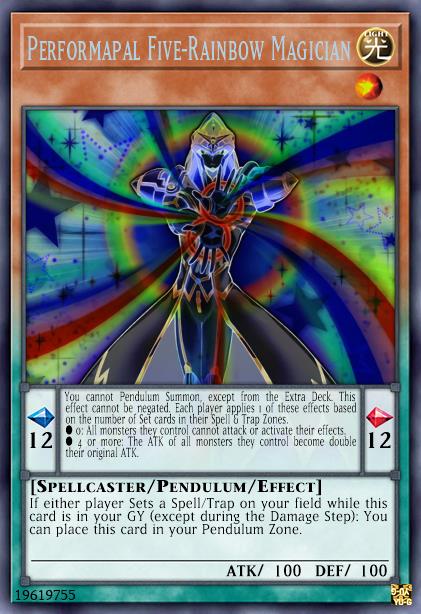 Performapal Five-Rainbow Magician
LIGHT
光
You cannot Pendulum Summon, except from the Extra Deck. This
effect cannot be negated. Each player applies 1 of these effects based
on the number of Set cards in their Spell & Trap Zones.
● 0: All monsters they control cannot attack or activate their effects.
● 4 or more: The ATK of all monsters they control become double
their original ATK.
12
12
[Spellcaster/Pendulum/Effect]
If either player Sets a Spell/Trap on your field while this
card is in your GY (except during the Damage Step): You
can place this card in your Pendulum Zone.
ATK/ 100 DEF/ 100
19619755